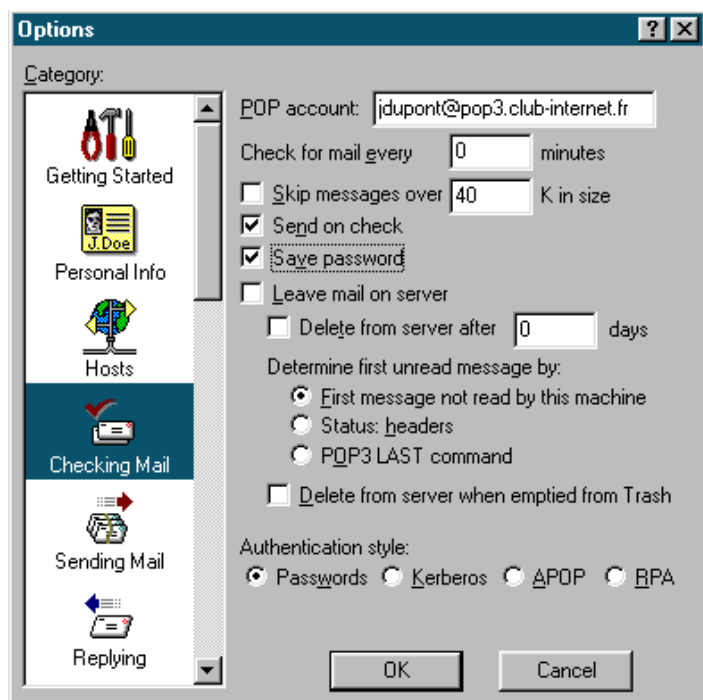 Options
Category:
Getting Started
J.Doe
Personal Info
Hosts
Checking Mail
Sending Mail
Replying
POP account: jdupont@pop3.club-internet.fr
Check for mail every 0 minutes
Skip messages over 40 K in size
Send on check
Save password
Leave mail on server
Delete from server after 0 days
Determine first unread message by:
First message not read by this machine
Status: headers
POP3 LAST command
Delete from server when emptied from Trash
Authentication style:
Passwords Kerberos APOP RPA
OK Cancel